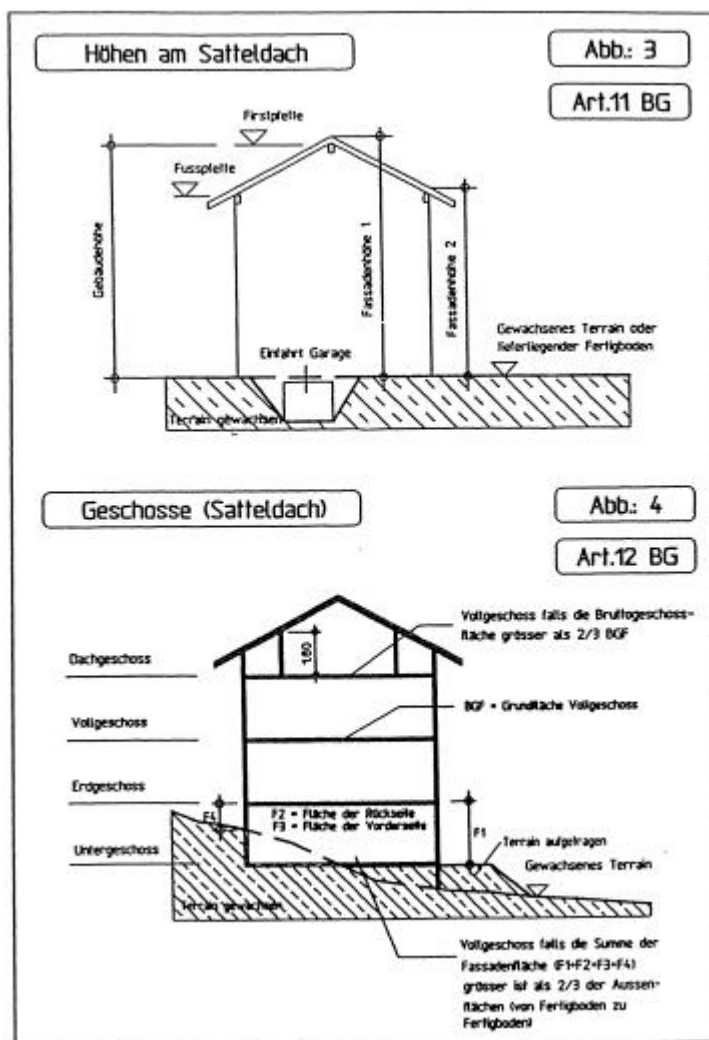 Höhen am Satteldach
Abb.: 3
Art.11 BG
Firstpfette
Fusspfette
Gebäudehöhe
Fassadenhöhe 1
Fassadenhöhe 2
Einfahrt Garage
Gewachsenes Terrain oder
tieferliegender Fertigboden
Terrain gewachsen
Geschosse (Satteldach)
Abb.: 4
Art.12 BG
Vollgeschoss falls die Bruttogeschoss-
fläche grösser als 2/3 BGF
1.60
Dachgeschoss
BGF = Grundfläche Vollgeschoss
Vollgeschoss
Erdgeschoss
F4
F2 = Fläche der Rückseite
F3 = Fläche der Vorderseite
F1
Terrain aufgetragen
Untergeschoss
Gewachsenes Terrain
Terrain gewachsen
Vollgeschoss falls die Summe der
Fassadenfläche (F1+F2+F3+F4)
grösser ist als 2/3 der Aussen-
flächen (von Fertigboden zu
Fertigboden)